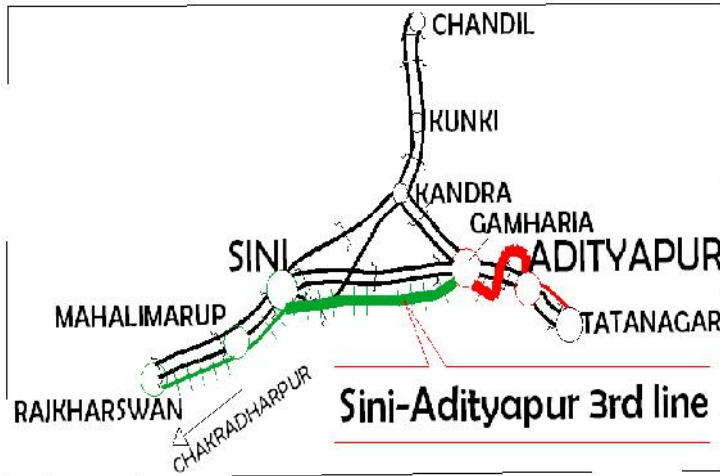 CHANDIL
KUNKI
KANDRA
GAMHARIA
SINI
ADITYAPUR
MAHALIMARUP
TATANAGAR
RAJKHARSWAN
CHAKRADHARPUR
Sini-Adityapur 3rd line